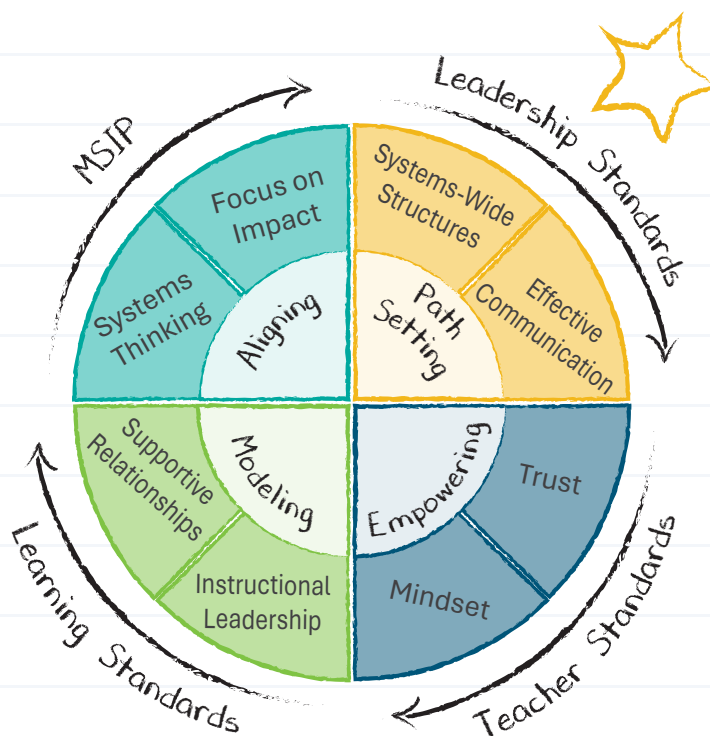 MSIP
Leadership Standards
Focus on
Impact
Systems-Wide
Structures
Systems
Thinking
Aligning
Path
Setting
Effective
Communication
Supportive
Relationships
Modeling
Empowering
Trust
Instructional
Leadership
Mindset
Learning Standards
Teacher Standards